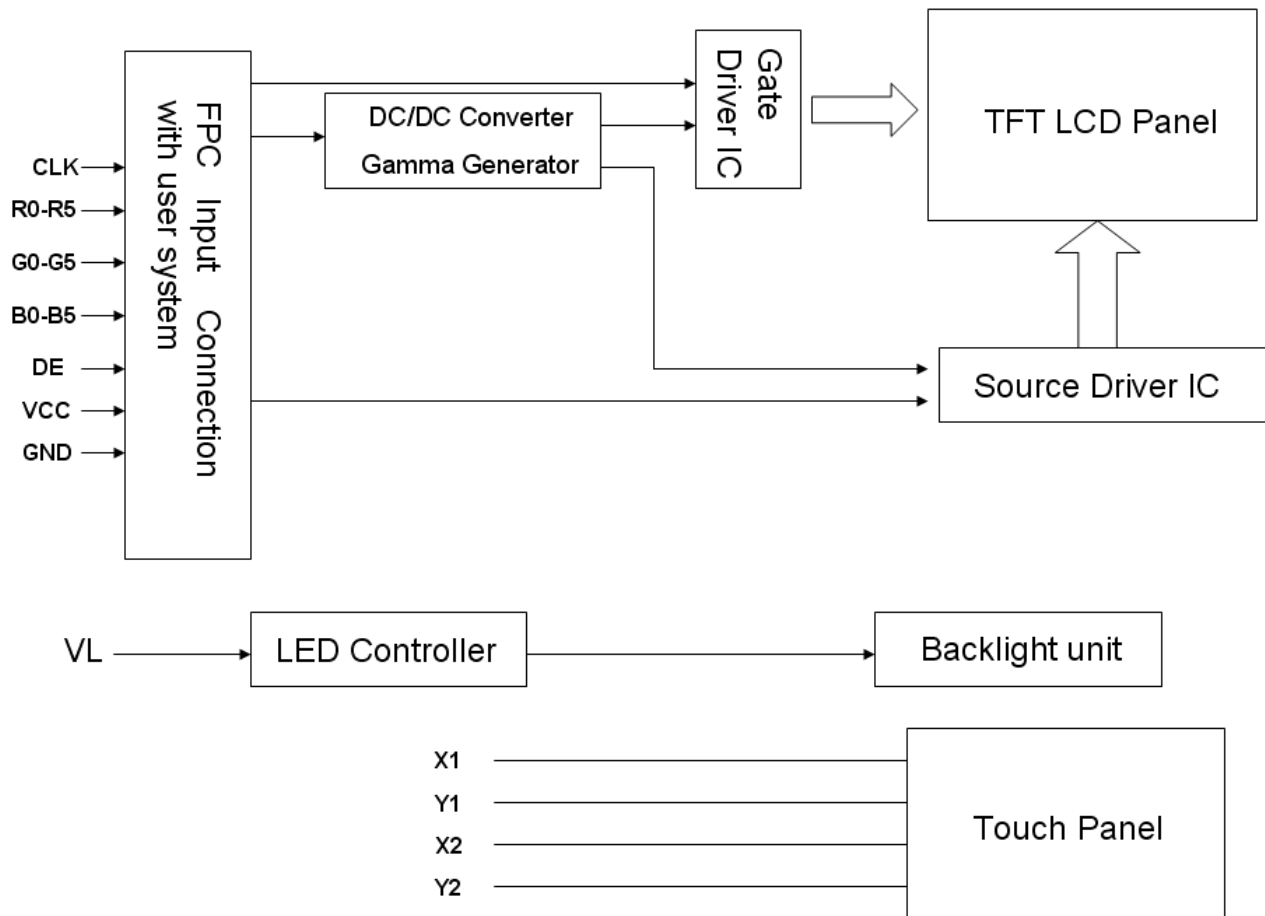 FPC Input Connection
with user system
CLK
R0-R5
G0-G5
B0-B5
DE
VCC
GND
DC/DC Converter
Gamma Generator
Gate
Driver IC
TFT LCD Panel
Source Driver IC
VL
LED Controller
Backlight unit
X1
Y1
X2
Y2
Touch Panel